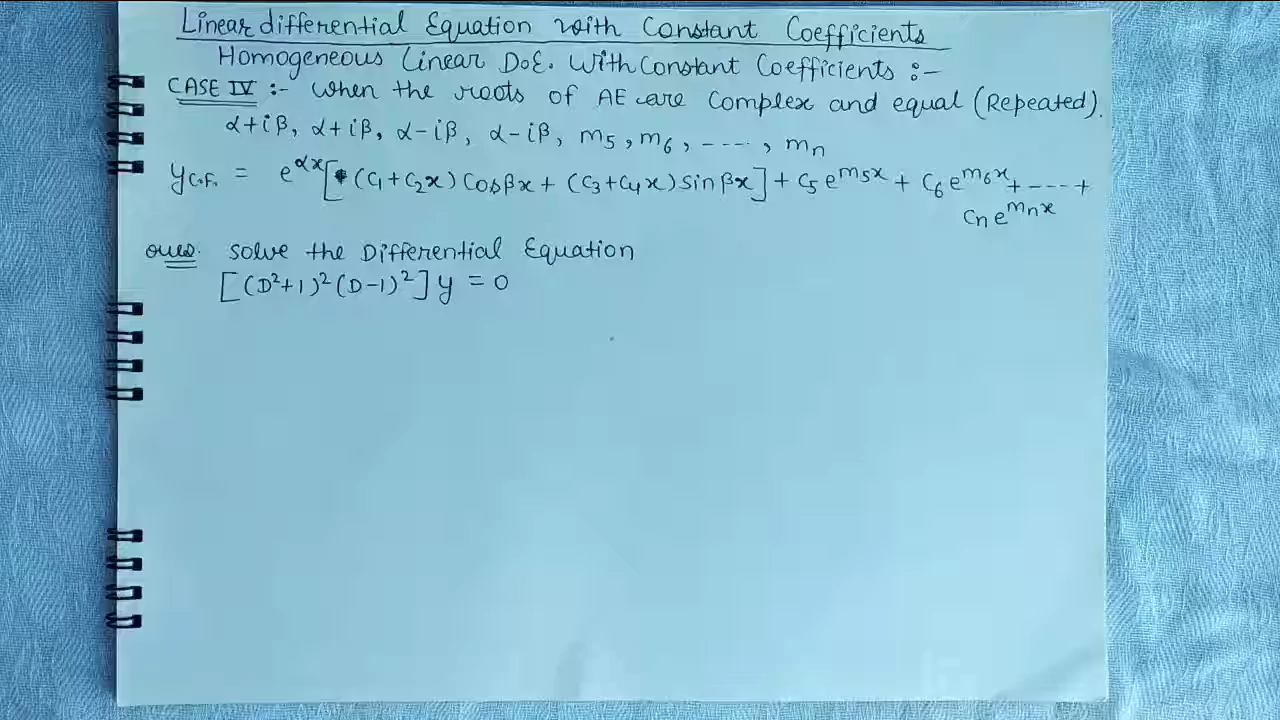 Linear differential Equation with Constant Coefficients
Homogeneous Linear D.E. With Constant Coefficients :-
CASE IV :- When the roots of AE are Complex and equal (Repeated).
α+iβ, α+iβ, α-iβ, α-iβ, m₅, m₆, ----, mₙ
y_C.F. = e^αx[(C₁+C₂x) Cosβx + (C₃+C₄x) Sinβx] + C₅e^m₅x + C₆e^m₆x + ---- +
Cₙe^mₙx
Ques. Solve the Differential Equation
[(D²+1)²(D-1)²]y = 0